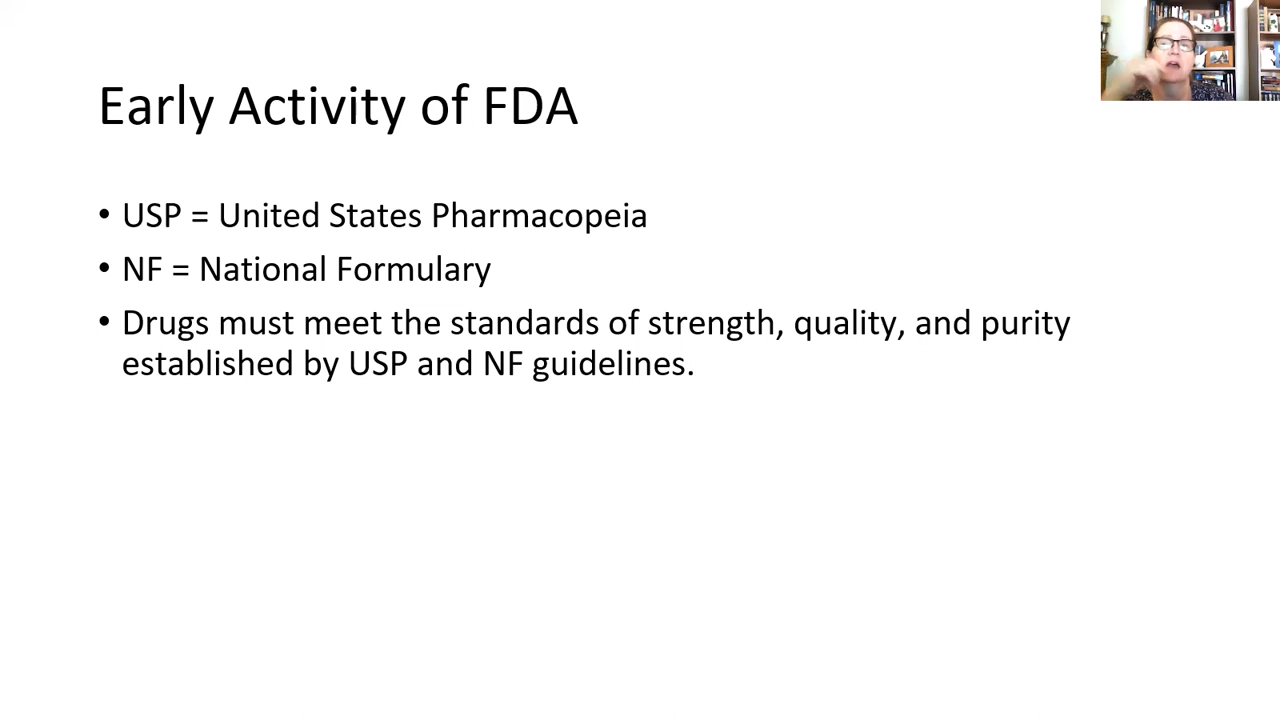 Early Activity of FDA
• USP = United States Pharmacopeia
• NF = National Formulary
• Drugs must meet the standards of strength, quality, and purity
established by USP and NF guidelines.